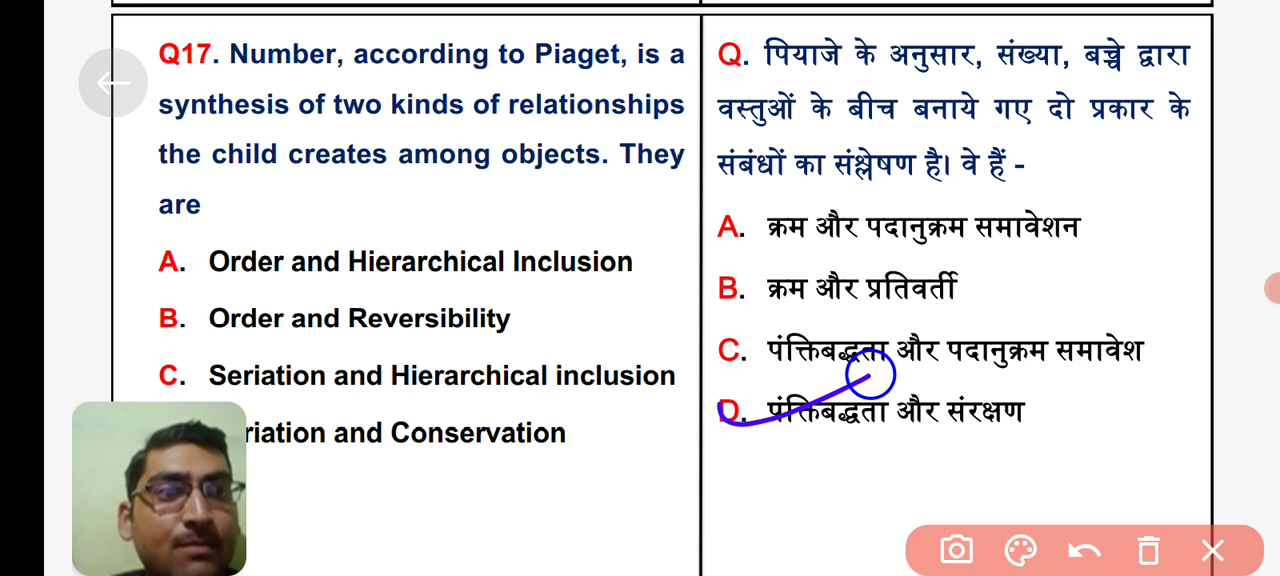 Q17. Number, according to Piaget, is a
synthesis of two kinds of relationships
the child creates among objects. They
are
A. Order and Hierarchical Inclusion
B. Order and Reversibility
C. Seriation and Hierarchical inclusion
riation and Conservation
Q. पियाजे के अनुसार, संख्या, बच्चे द्वारा
वस्तुओं के बीच बनाये गए दो प्रकार के
संबंधों का संश्लेषण है। वे हैं -
A. क्रम और पदानुक्रम समावेशन
B. क्रम और प्रतिवर्ती
C. पंक्तिबद्धता और पदानुक्रम समावेश
D. पंक्तिबद्धता और संरक्षण